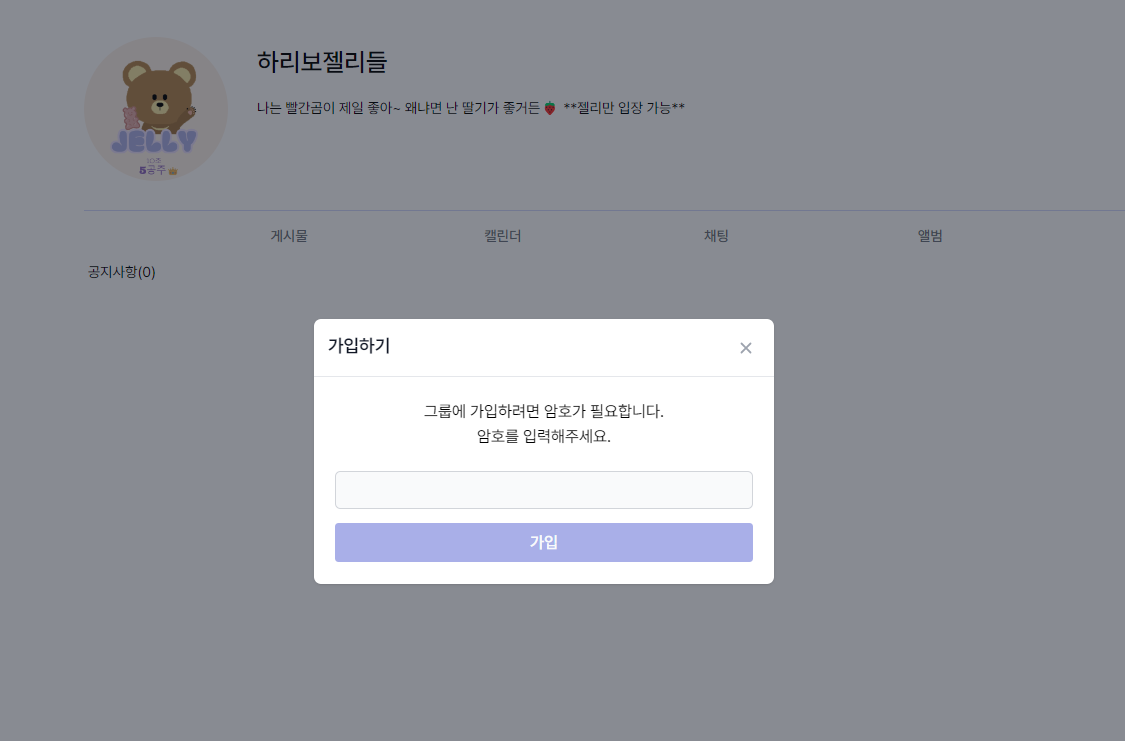 하리보젤리들
나는 빨간곰이 제일 좋아~ 왜냐면 난 딸기가 좋거든🍓 **젤리만 입장 가능**
JELLY
5공주
게시물
캘린더
채팅
앨범
공지사항(0)
가입하기
그룹에 가입하려면 암호가 필요합니다.
암호를 입력해주세요.
가입